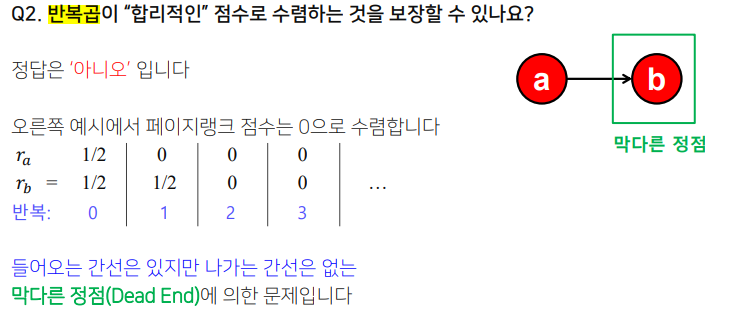 Q2. 반복곱이 “합리적인” 점수로 수렴하는 것을 보장할 수 있나요?
정답은 ‘아니오’ 입니다
a b
막다른 정점
오른쪽 예시에서 페이지랭크 점수는 0으로 수렴합니다
ra 1/2 0 0 0
rb = 1/2 1/2 0 0 ...
반복: 0 1 2 3
들어오는 간선은 있지만 나가는 간선은 없는
막다른 정점(Dead End)에 의한 문제입니다